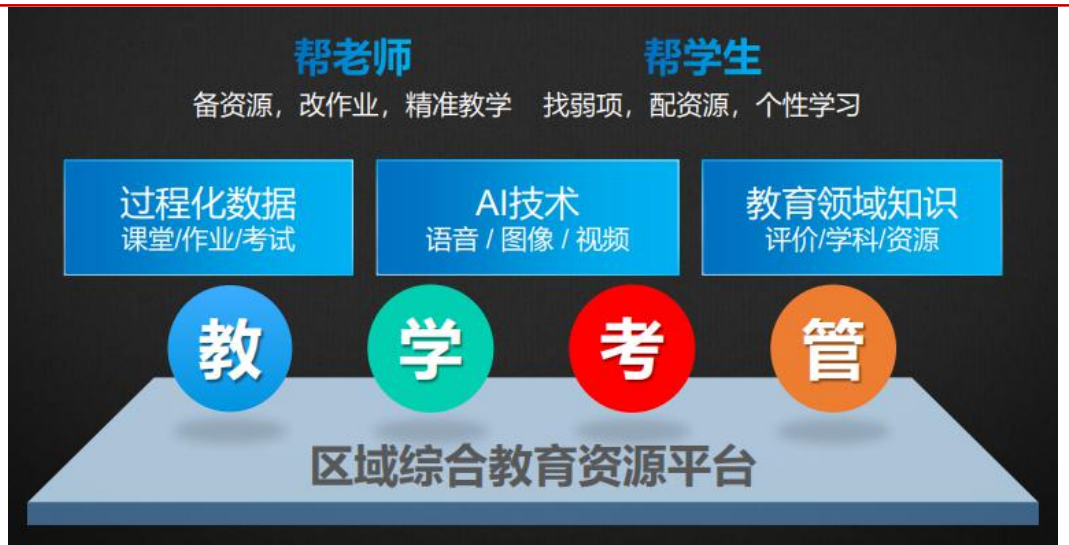 帮老师 帮学生
备资源，改作业，精准教学 找弱项，配资源，个性学习
过程化数据 AI技术 教育领域知识
课堂/作业/考试 语音 / 图像 / 视频 评价/学科/资源
教 学 考 管
区域综合教育资源平台